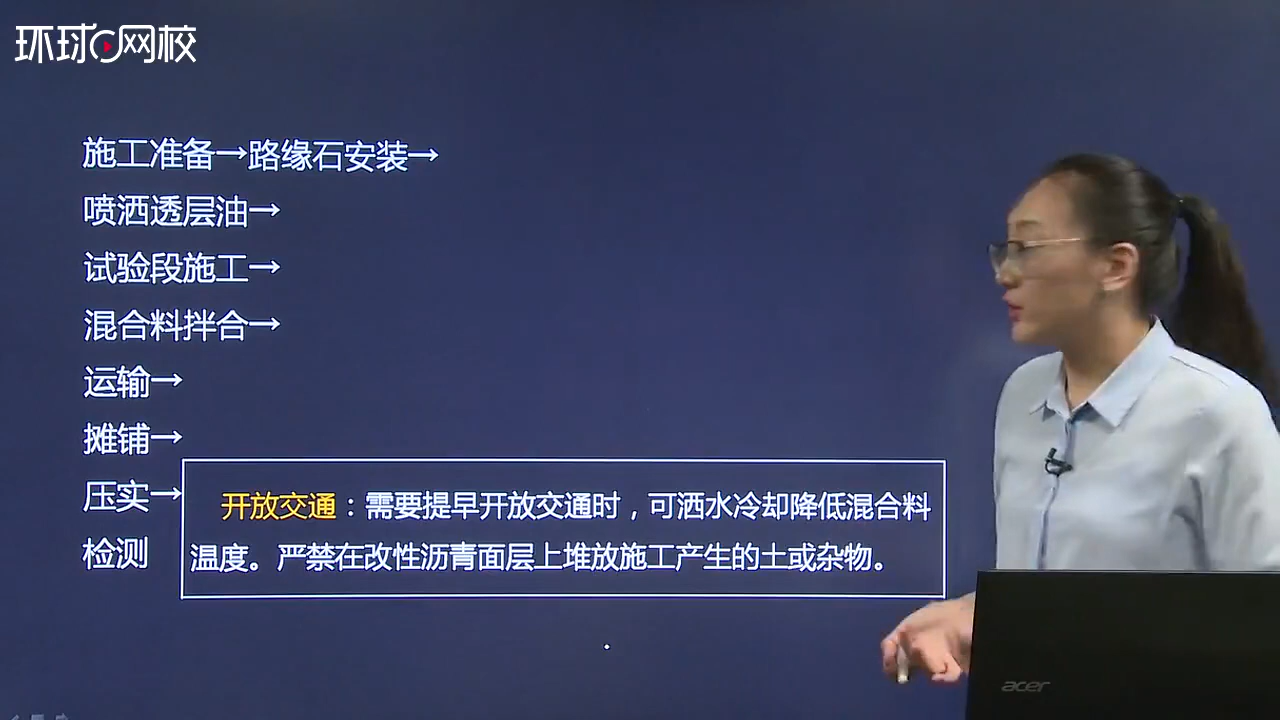 环球网校
施工准备→路缘石安装→
喷洒透层油→
试验段施工→
混合料拌合→
运输→
摊铺→
压实→
检测
开放交通：需要提早开放交通时，可洒水冷却降低混合料
温度。严禁在改性沥青面层上堆放施工产生的土或杂物。
acer